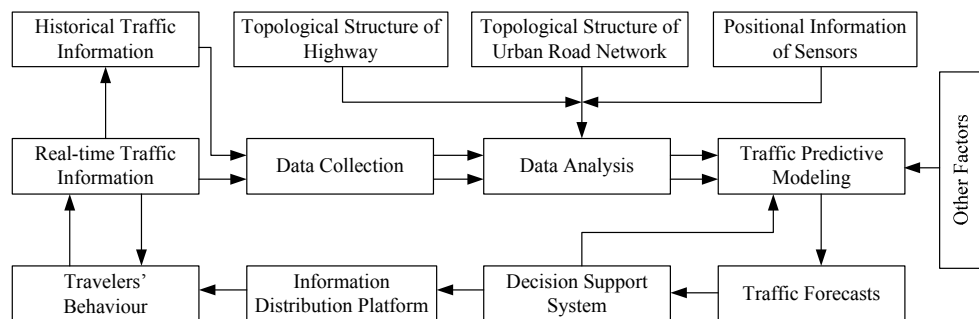 Historical Traffic
Information
Topological Structure of
Highway
Topological Structure of
Urban Road Network
Positional Information
of Sensors
Real-time Traffic
Information
Data Collection
Data Analysis
Traffic Predictive
Modeling
Other Factors
Travelers’
Behaviour
Information
Distribution Platform
Decision Support
System
Traffic Forecasts